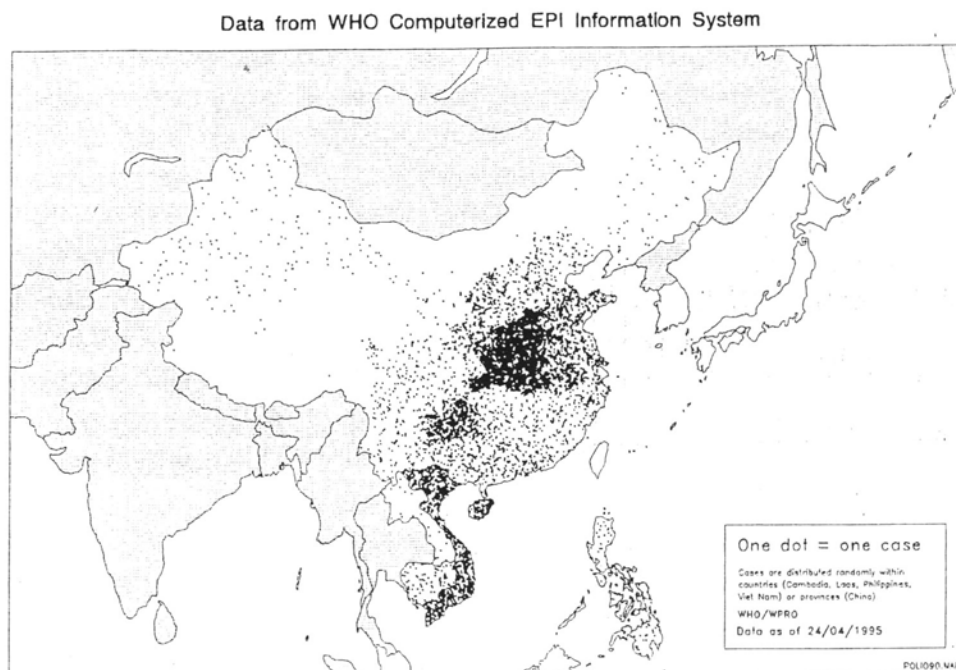 Data from WHO Computerized EPI Information System
One dot = one case
Cases are distributed randomly within
countries (Cambodia, Laos, Philippines,
Viet Nam) or provinces (China)
WHO/WPRO
Data as of 24/04/1995
POLIO90.MAP